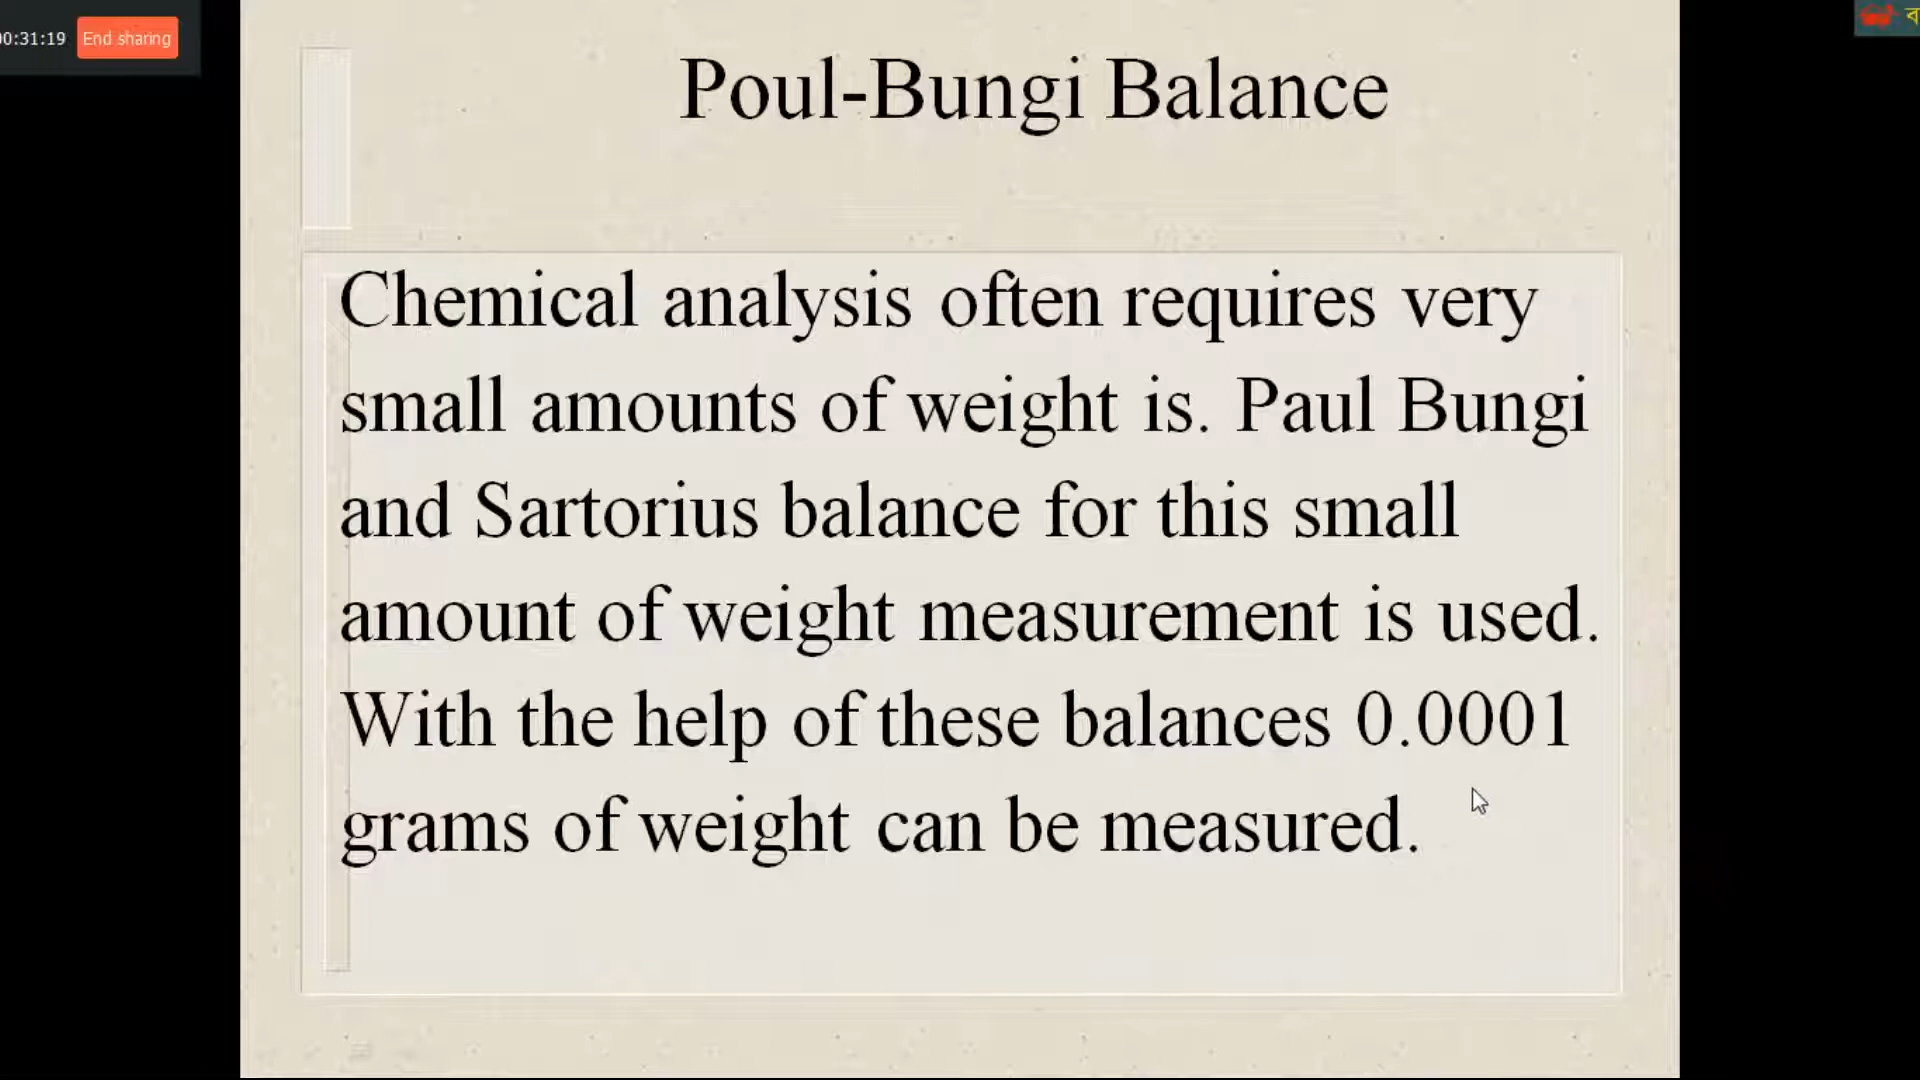 00:31:19 End sharing
ব
Poul-Bungi Balance
Chemical analysis often requires very
small amounts of weight is. Paul Bungi
and Sartorius balance for this small
amount of weight measurement is used.
With the help of these balances 0.0001
grams of weight can be measured.